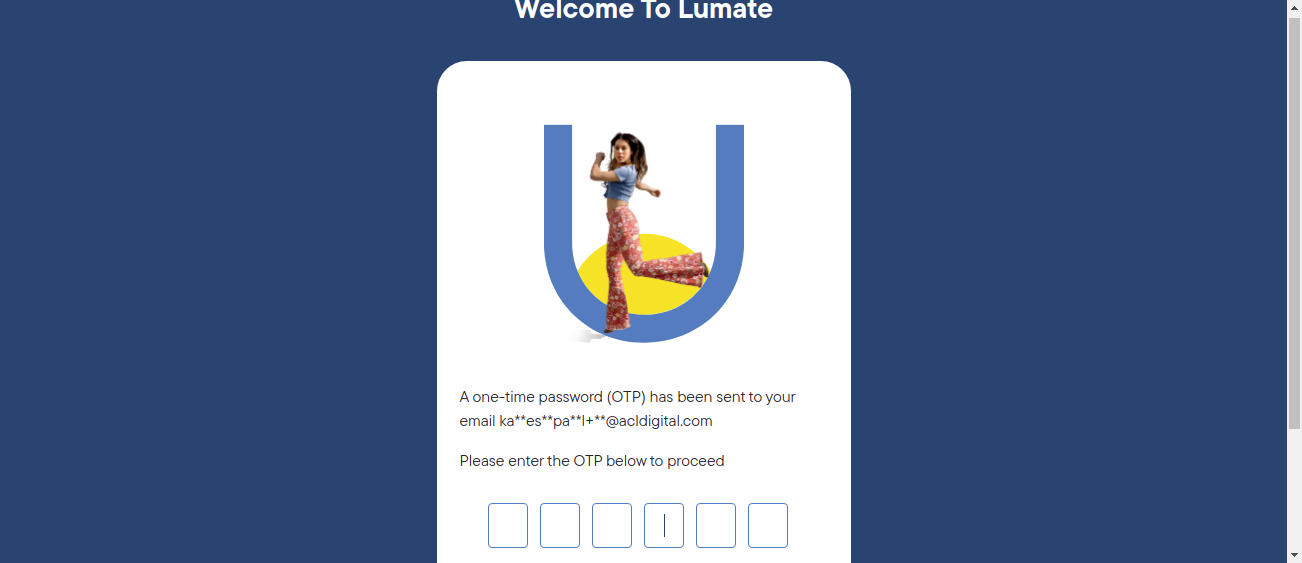 Welcome To Lumate
A one-time password (OTP) has been sent to your
email ka**es**pa**l+**@acldigital.com
Please enter the OTP below to proceed